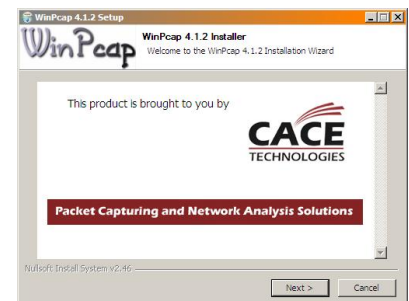 WinPcap 4.1.2 Setup
WinPcap
WinPcap 4.1.2 Installer
Welcome to the WinPcap 4.1.2 Installation Wizard
This product is brought to you by
CACE
TECHNOLOGIES
Packet Capturing and Network Analysis Solutions
Nullsoft Install System v2.46
Next >
Cancel